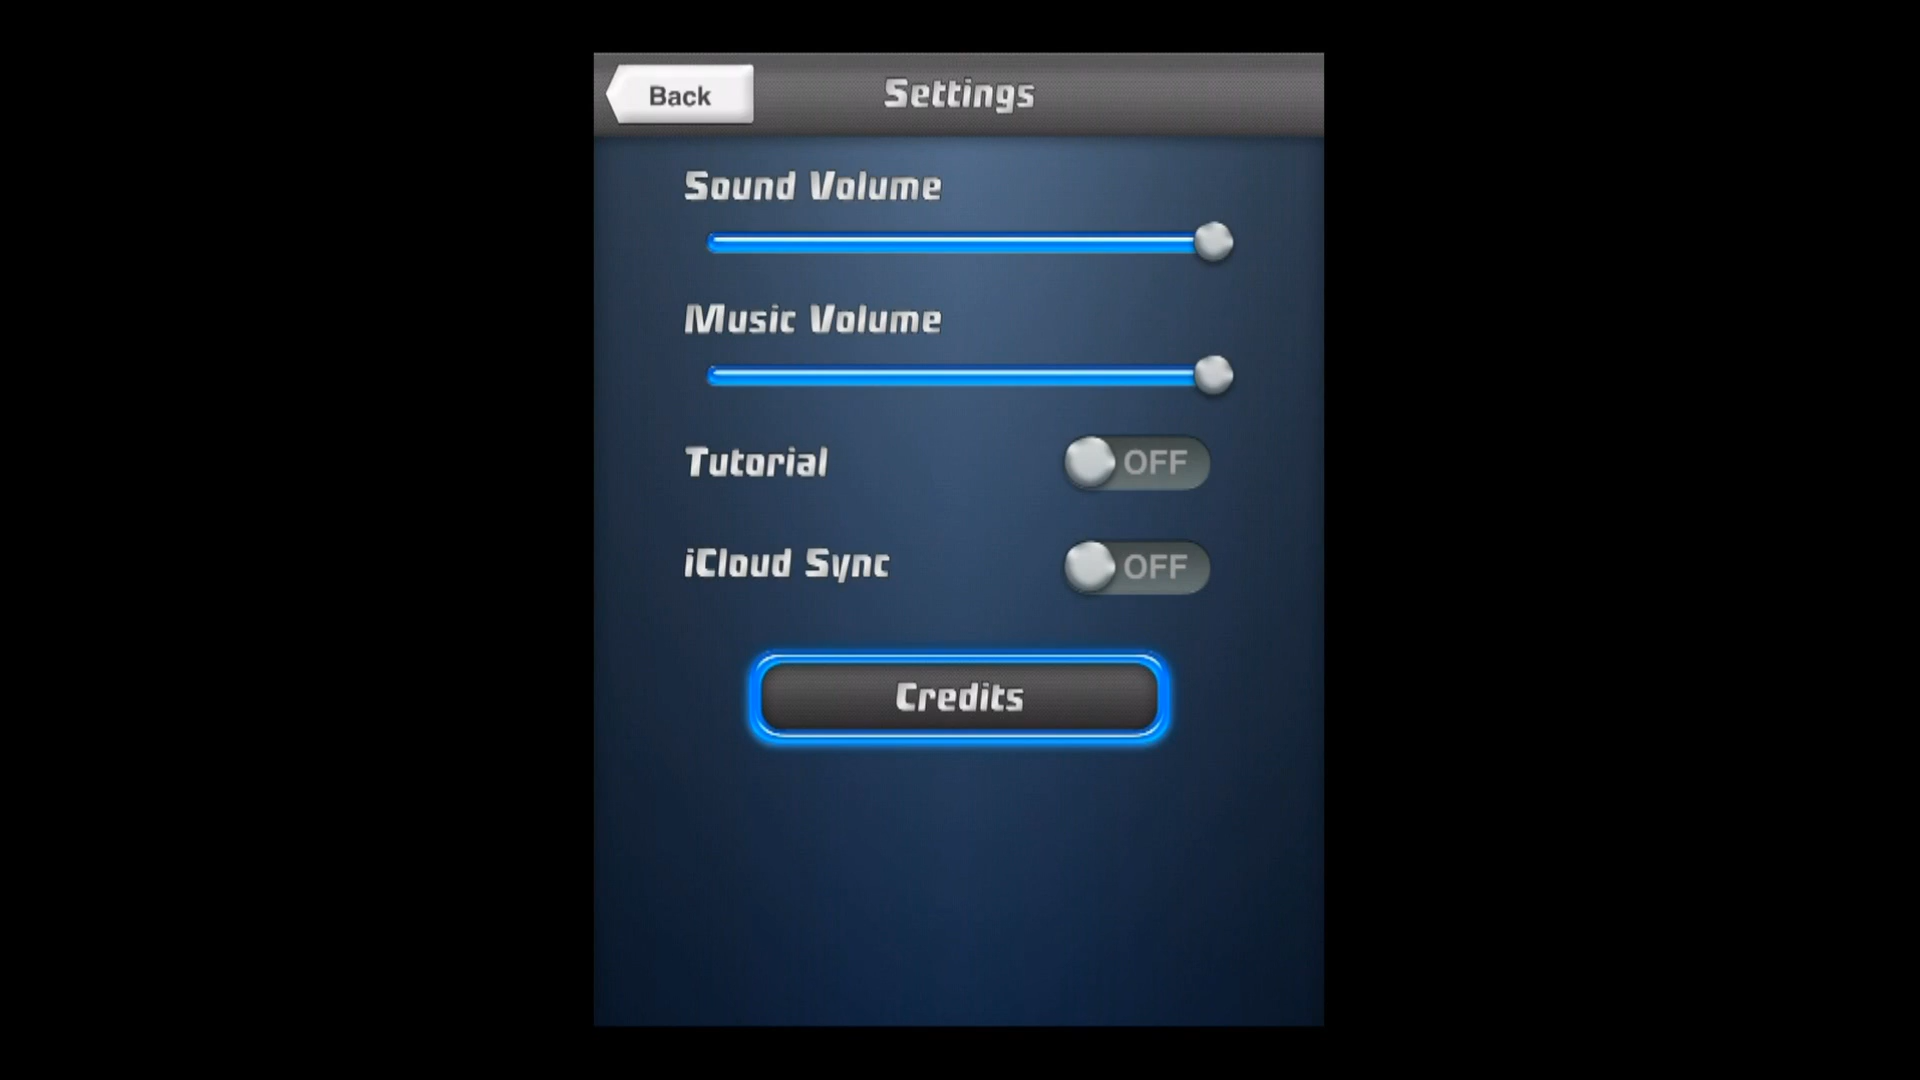 Back
Settings
Sound Volume
Music Volume
Tutorial
OFF
iCloud Sync
OFF
Credits